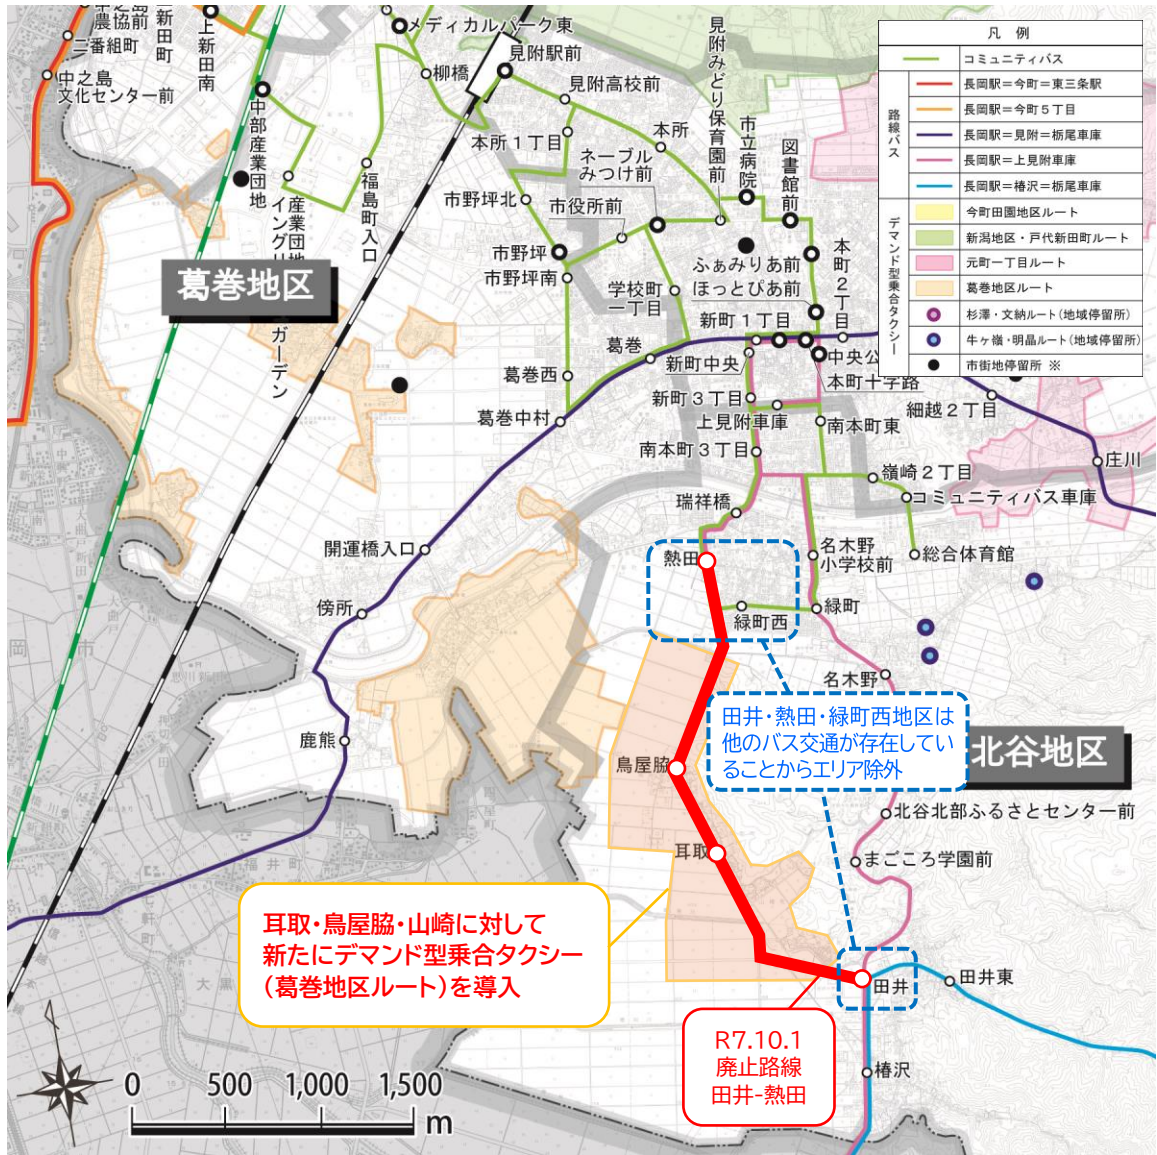 中之島
農協前
二番組町
中之島
文化センター前
新田町
上新田南
メディカルパーク東
柳橋
見附駅前
見附高校前
見附みどり保育園前
本所
本所1丁目
ネーブル
みつけ前
市立病院
図書館前
中部産業団地
福島町入口
産業団地
イングリ
ガーデン
市野坪北
市役所前
市野坪
市野坪南
ふぁみりあ前
ほっとぴあ前
本町2丁目
学校町
一丁目
新町1丁目
葛巻
新町中央
中央公
本町十字路
葛巻西
新町3丁目
上見附車庫
葛巻中村
南本町東
南本町3丁目
細越2丁目
庄川
嶺崎2丁目
コミュニティバス車庫
瑞祥橋
開運橋入口
熱田
名木野
小学校前
総合体育館
傍所
緑町西
緑町
名木野
鹿熊
鳥屋脇
北谷北部ふるさとセンター前
耳取
まごころ学園前
田井
田井東
椿沢
葛巻地区
北谷地区
福井町
大黒
岡
市
凡 例
コミュニティバス
路線バス
長岡駅＝今町＝東三条駅
長岡駅＝今町5丁目
長岡駅＝見附＝栃尾車庫
長岡駅＝上見附車庫
長岡駅＝椿沢＝栃尾車庫
デマンド型乗合タクシー
今町田園地区ルート
新潟地区・戸代新田町ルート
元町一丁目ルート
葛巻地区ルート
杉澤・文納ルート（地域停留所）
牛ヶ嶺・明晶ルート（地域停留所）
市街地停留所 ※
田井・熱田・緑町西地区は
他のバス交通が存在してい
ることからエリア除外
耳取・鳥屋脇・山崎に対して
新たにデマンド型乗合タクシー
（葛巻地区ルート）を導入
R7.10.1
廃止路線
田井-熱田
0 500 1,000 1,500
m